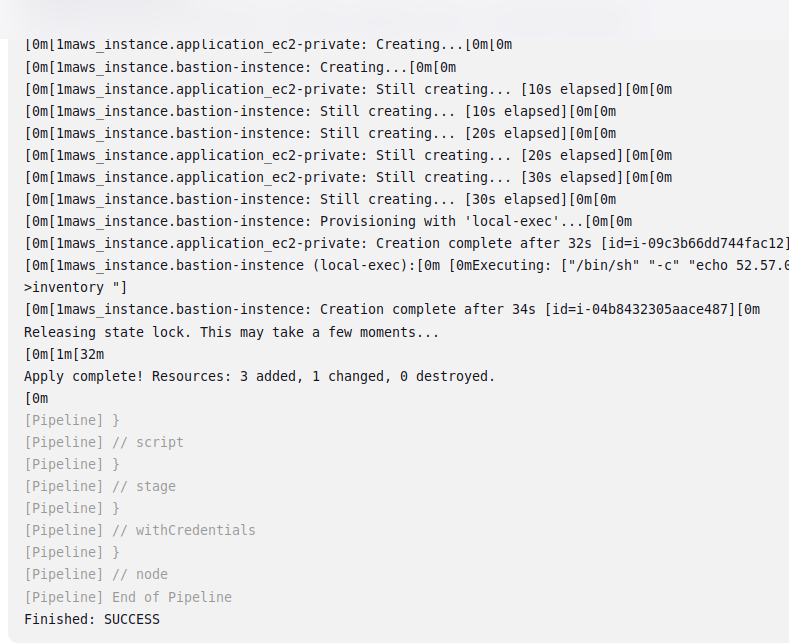 [0m[1maws_instance.application_ec2-private: Creating...[0m[0m
[0m[1maws_instance.bastion-instence: Creating...[0m[0m
[0m[1maws_instance.application_ec2-private: Still creating... [10s elapsed][0m[0m
[0m[1maws_instance.bastion-instence: Still creating... [10s elapsed][0m[0m
[0m[1maws_instance.bastion-instence: Still creating... [20s elapsed][0m[0m
[0m[1maws_instance.application_ec2-private: Still creating... [20s elapsed][0m[0m
[0m[1maws_instance.application_ec2-private: Still creating... [30s elapsed][0m[0m
[0m[1maws_instance.bastion-instence: Still creating... [30s elapsed][0m[0m
[0m[1maws_instance.bastion-instence: Provisioning with 'local-exec'...[0m[0m
[0m[1maws_instance.application_ec2-private: Creation complete after 32s [id=i-09c3b66dd744fac12]
[0m[1maws_instance.bastion-instence (local-exec):[0m [0mExecuting: ["/bin/sh" "-c" "echo 52.57.0
>inventory "]
[0m[1maws_instance.bastion-instence: Creation complete after 34s [id=i-04b8432305aace487][0m
Releasing state lock. This may take a few moments...
[0m[1m[32m
Apply complete! Resources: 3 added, 1 changed, 0 destroyed.
[0m
[Pipeline] }
[Pipeline] // script
[Pipeline] }
[Pipeline] // stage
[Pipeline] }
[Pipeline] // withCredentials
[Pipeline] }
[Pipeline] // node
[Pipeline] End of Pipeline
Finished: SUCCESS